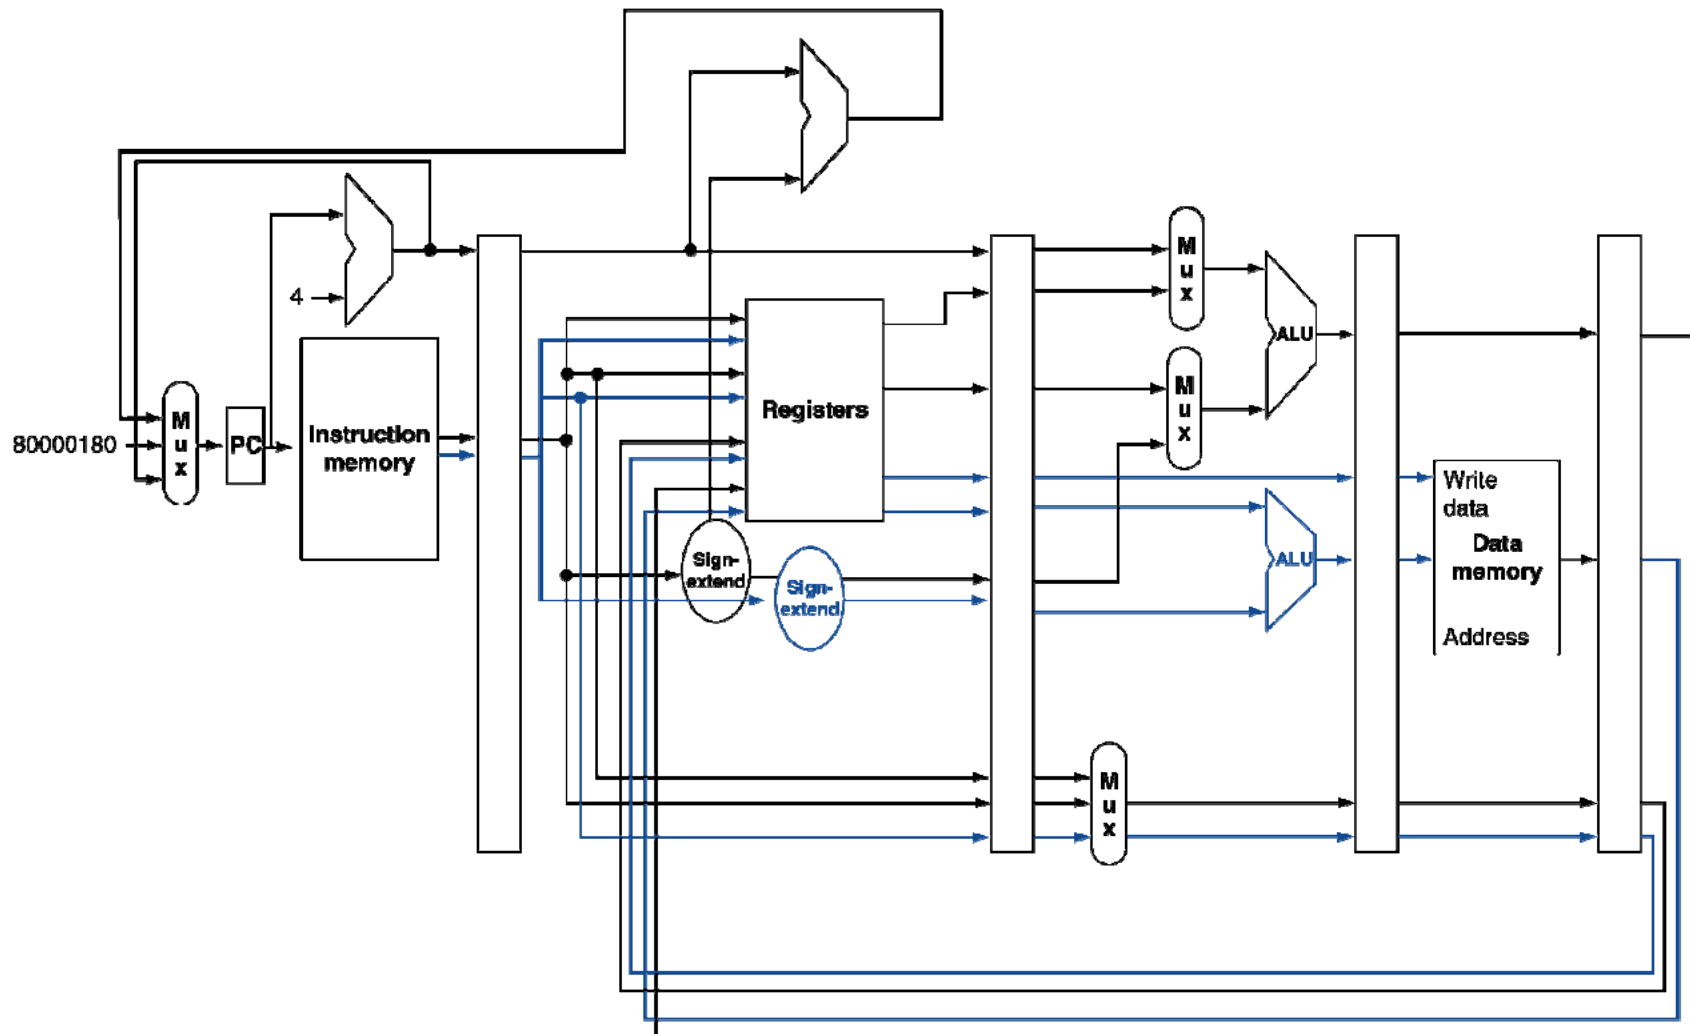 4
80000180
M
u
x
PC
Instruction
memory
Registers
Sign-
extend
Sign-
extend
M
u
x
M
u
x
ALU
ALU
M
u
x
Write
data
Data
memory
Address